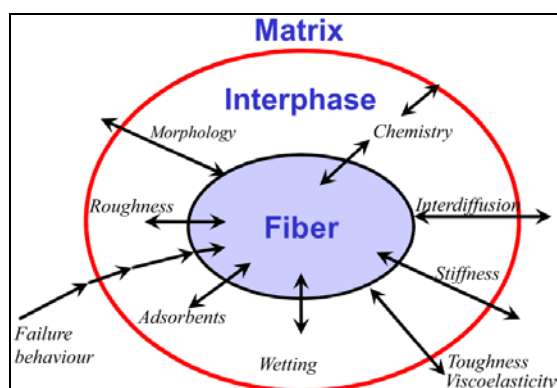 Matrix
Interphase
Morphology
Chemistry
Roughness
Interdiffusion
Fiber
Stiffness
Adsorbents
Failure
behaviour
Wetting
Toughness
Viscoelasticity